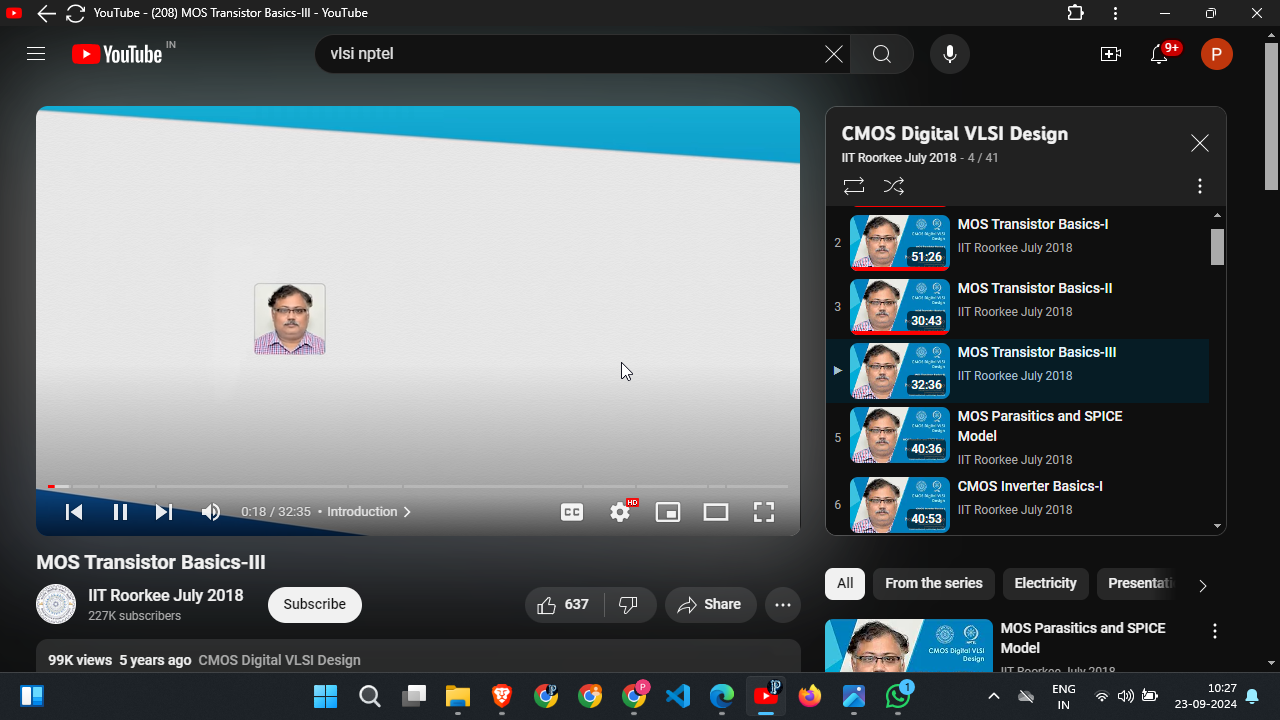 YouTube - (208) MOS Transistor Basics-III - YouTube
YouTube IN
vlsi nptel
9+
P
CMOS Digital VLSI Design
IIT Roorkee July 2018 - 4 / 41
2
51:26
MOS Transistor Basics-I
IIT Roorkee July 2018
3
30:43
MOS Transistor Basics-II
IIT Roorkee July 2018
32:36
MOS Transistor Basics-III
IIT Roorkee July 2018
5
40:36
MOS Parasitics and SPICE
Model
IIT Roorkee July 2018
6
40:53
CMOS Inverter Basics-I
IIT Roorkee July 2018
0:18 / 32:35 • Introduction
CC
HD
MOS Transistor Basics-III
IIT Roorkee July 2018
227K subscribers
Subscribe
637
Share
99K views 5 years ago CMOS Digital VLSI Design
All
From the series
Electricity
Presentati
CMOS Digital VLSI
Design
MOS Parasitics and SPICE
Model
IIT Roorkee July 2018
1
ENG
IN
10:27
23-09-2024